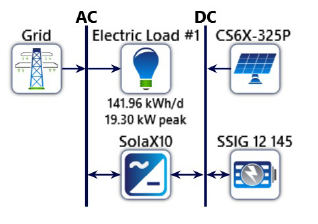 AC DC
Grid Electric Load #1 CS6X-325P
141.96 kWh/d
19.30 kW peak
SolaX10 SSIG 12 145